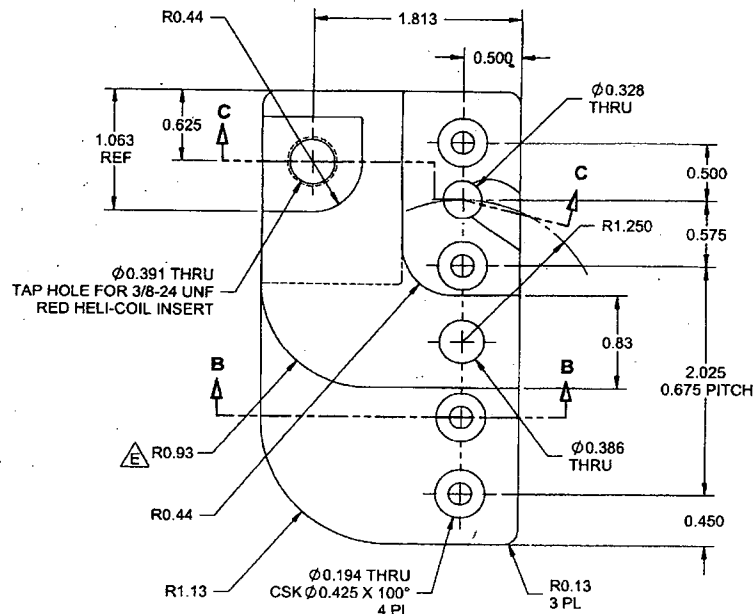 R0.44
1.813
0.500
Ø0.328
THRU
1.063
REF
0.625
C
C
0.500
0.575
R1.250
Ø0.391 THRU
TAP HOLE FOR 3/8-24 UNF
RED HELI-COIL INSERT
0.83
2.025
0.675 PITCH
B
B
E R0.93
Ø0.386
THRU
R0.44
0.450
R1.13
Ø0.194 THRU
CSK Ø0.425 X 100°
4 PL
R0.13
3 PL